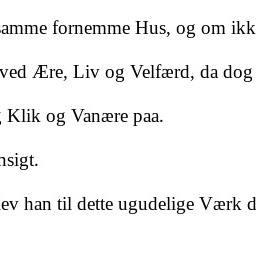 samme fornemme Hus, og om ikk
ved Ære, Liv og Velfærd, da dog
Klik og Vanære paa.
nsigt.
ev han til dette ugudelige Værk d